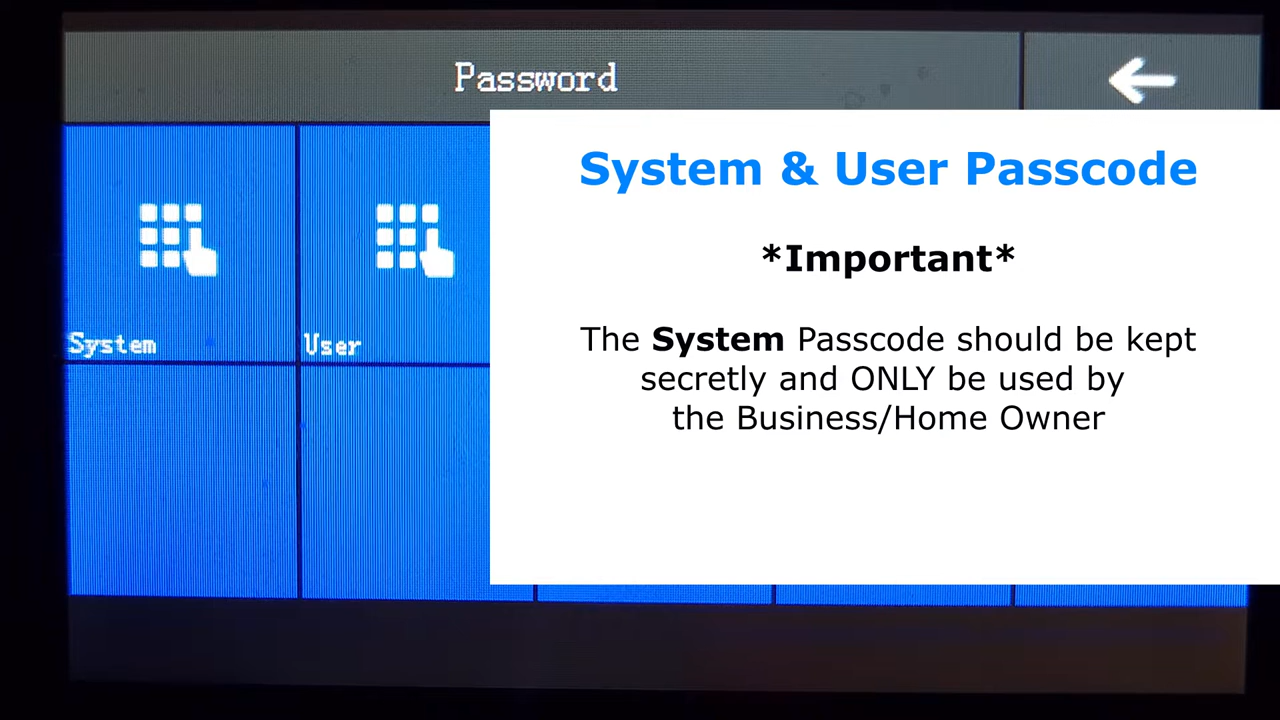 Password
System & User Passcode
*Important*
The System Passcode should be kept
secretly and ONLY be used by
the Business/Home Owner
System
User